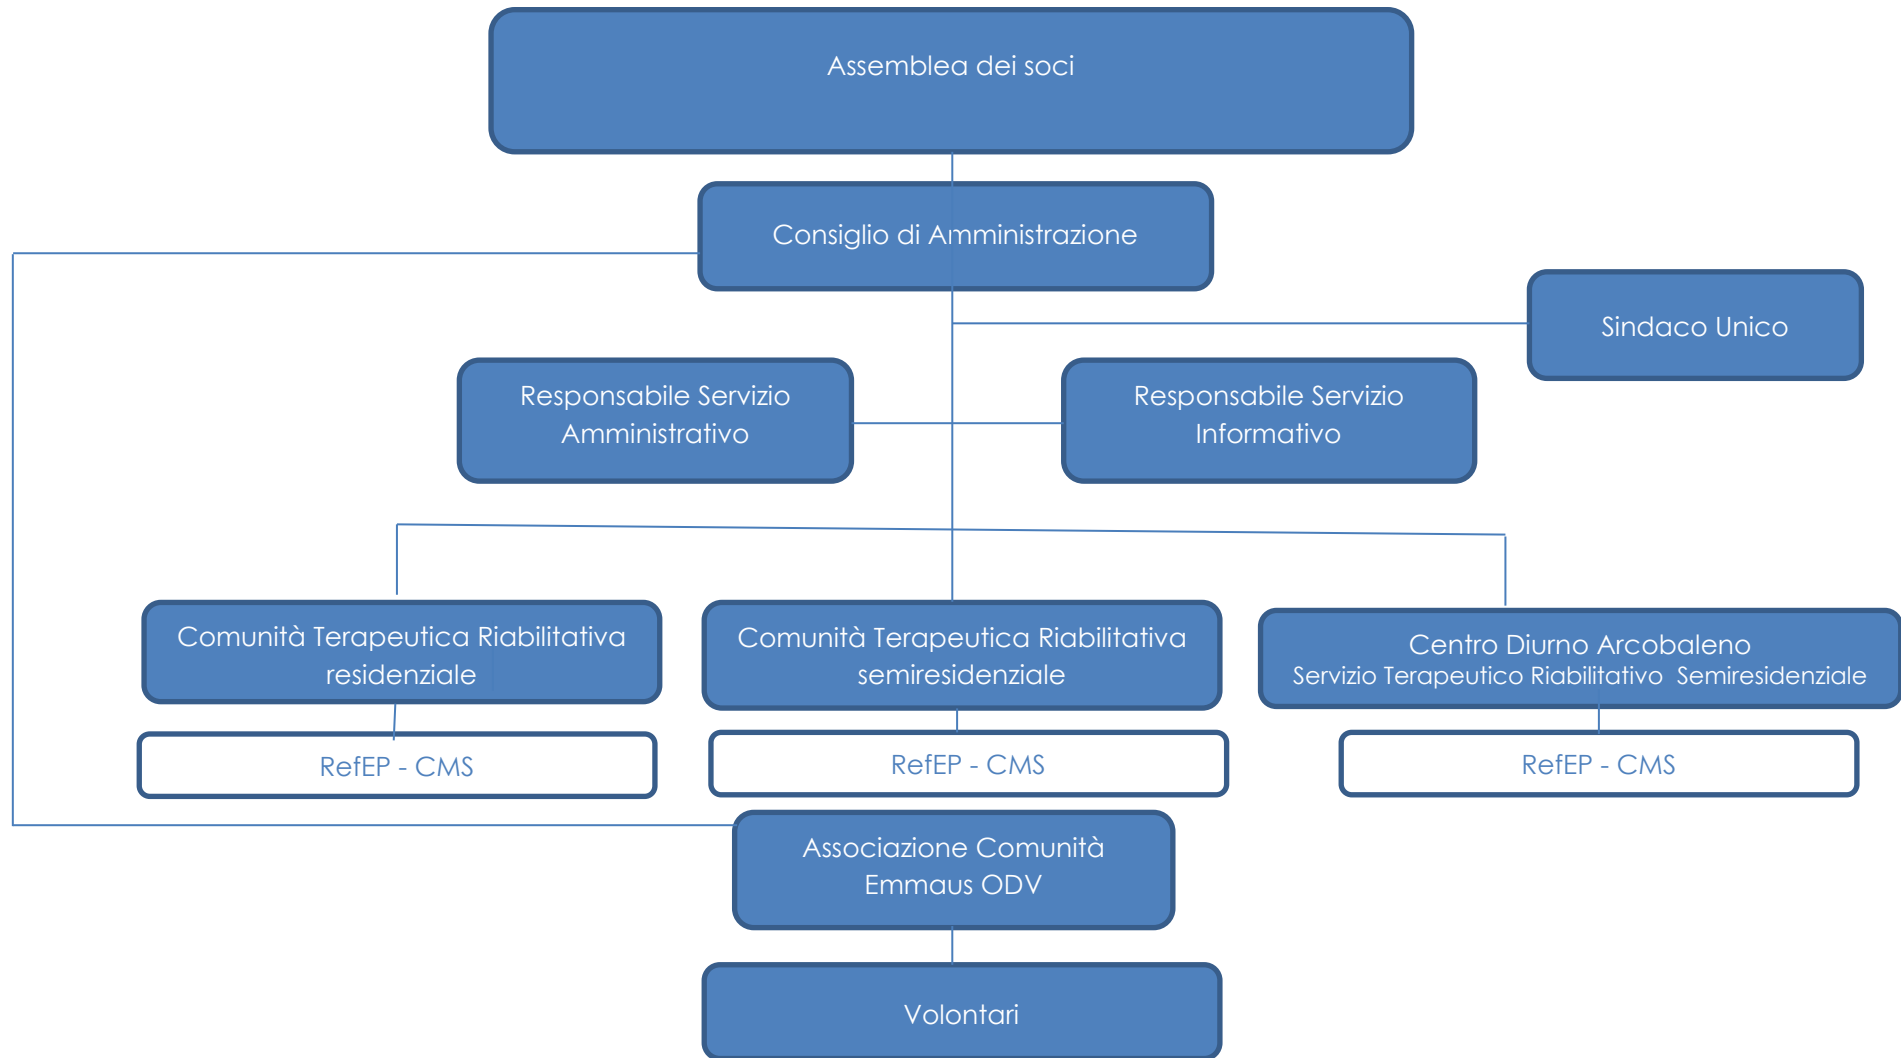 Assemblea dei soci
Consiglio di Amministrazione
Sindaco Unico
Responsabile Servizio
Amministrativo
Responsabile Servizio
Informativo
Comunità Terapeutica Riabilitativa
residenziale
Comunità Terapeutica Riabilitativa
semiresidenziale
Centro Diurno Arcobaleno
Servizio Terapeutico Riabilitativo Semiresidenziale
RefEP - CMS
RefEP - CMS
RefEP - CMS
Associazione Comunità
Emmaus ODV
Volontari